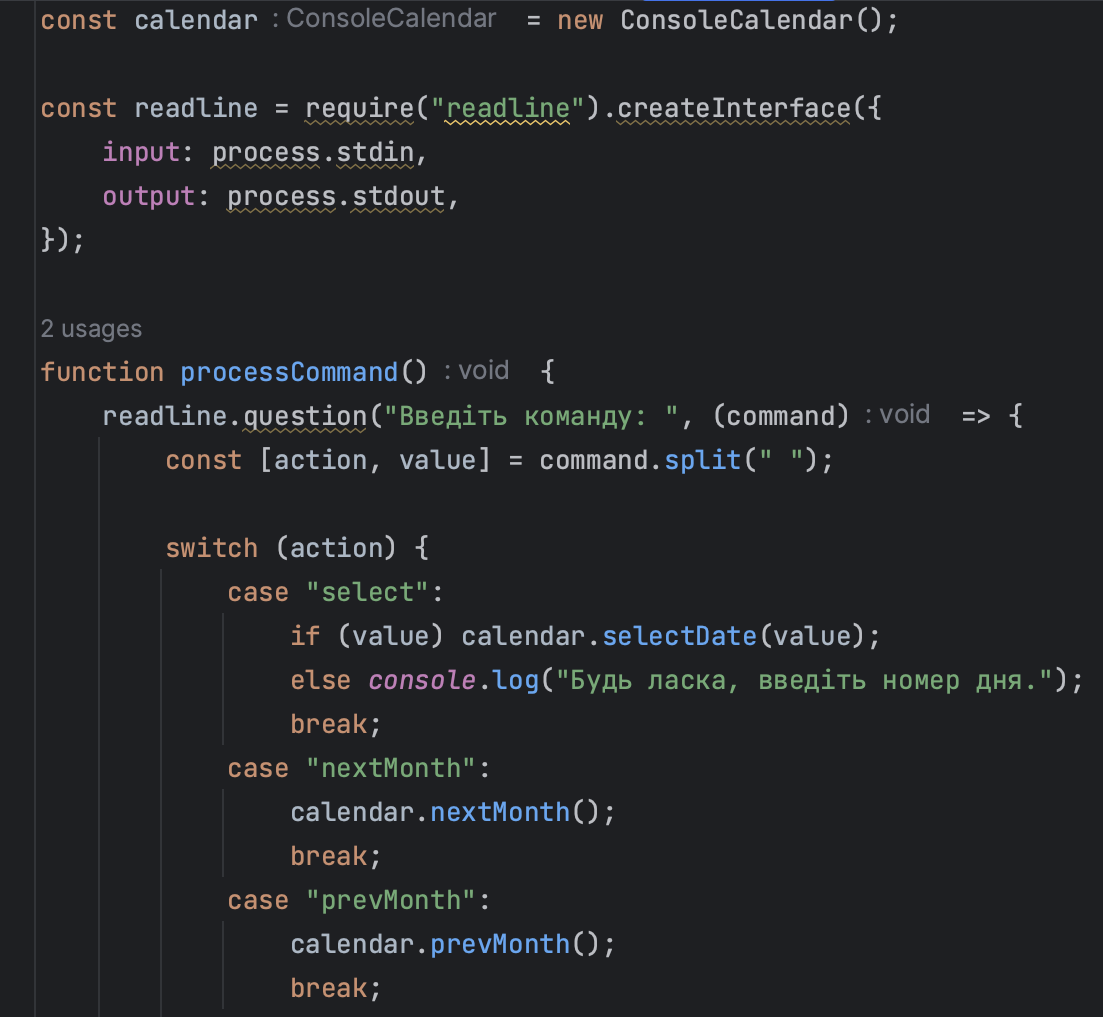 const calendar : ConsoleCalendar = new ConsoleCalendar();
const readline = require("readline").createInterface({
input: process.stdin,
output: process.stdout,
});
2 usages
function processCommand() : void {
readline.question("Введіть команду: ", (command) : void => {
const [action, value] = command.split(" ");
switch (action) {
case "select":
if (value) calendar.selectDate(value);
else console.log("Будь ласка, введіть номер дня.");
break;
case "nextMonth":
calendar.nextMonth();
break;
case "prevMonth":
calendar.prevMonth();
break;